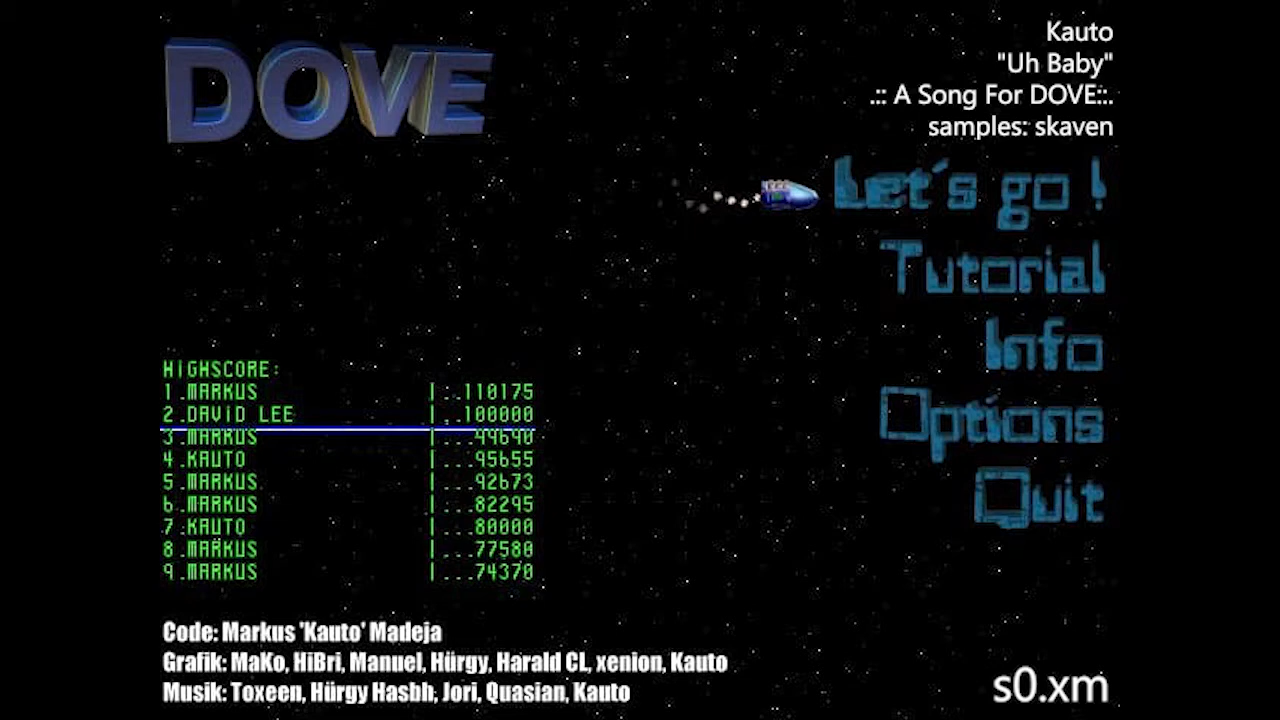 DOVE
Kauto
"Uh Baby"
.:: A Song For DOVE::.
samples: skaven
Let´s go !
Tutorial
Info
Options
Quit
HIGHSCORE:
1.MARKUS |..110175
2.DAVID LEE |..100000
3.MARKUS |...99690
4.KAUTO |...95655
5.MARKUS |...92673
6.MARKUS |...82295
7.KAUTO |...80000
8.MARKUS |...77580
9.MARKUS |...74370
Code: Markus 'Kauto' Madeja
Grafik: MaKo, HiBri, Manuel, Hürgy, Harald CL, xenion, Kauto
Musik: Toxeen, Hürgy Hasbh, Jori, Quasian, Kauto
s0.xm